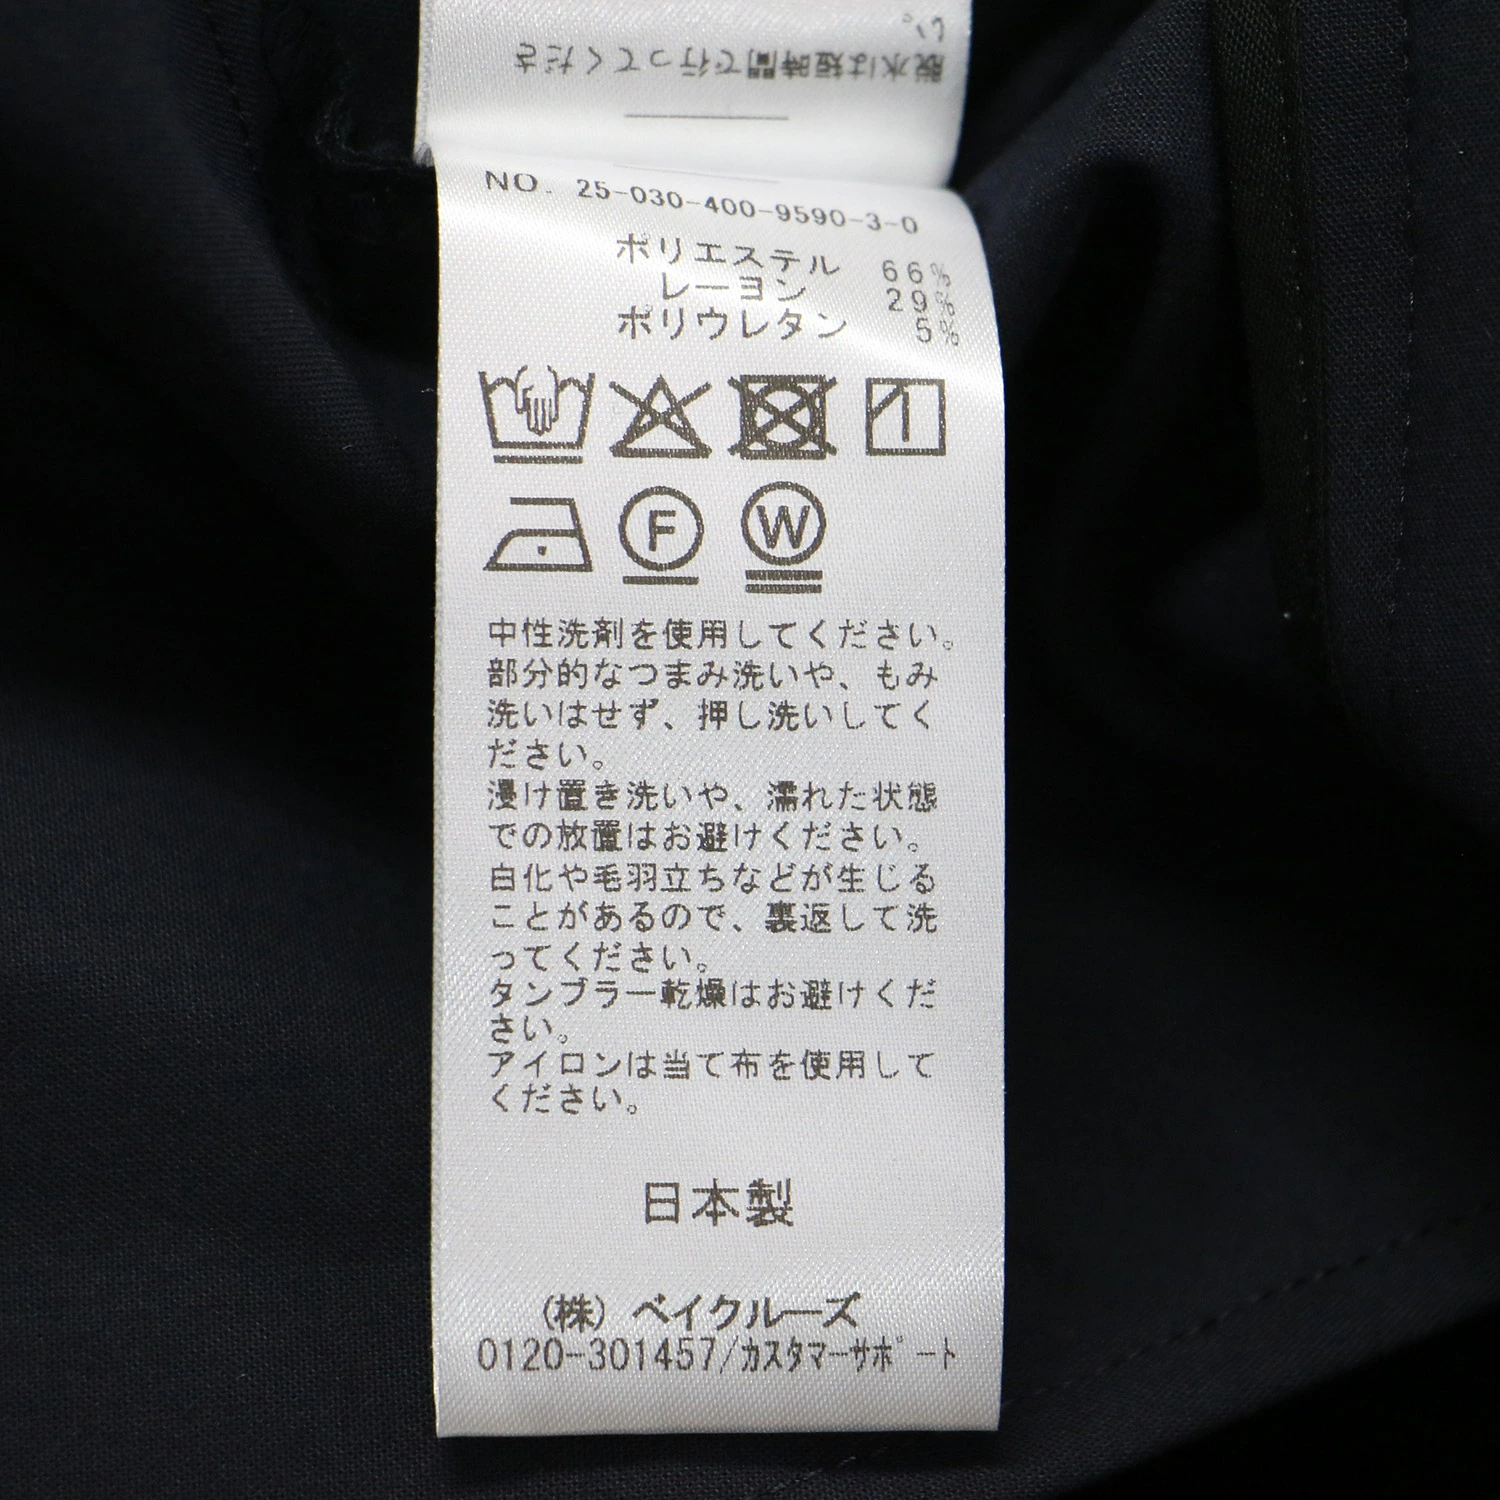 脱水は短時間で行ってくださ
い。
NO. 25-030-400-9590-3-0
ポリエステル 66%
レーヨン 29%
ポリウレタン 5%
F W
中性洗剤を使用してください。
部分的なつまみ洗いや、もみ
洗いはせず、押し洗いしてく
ださい。
浸け置き洗いや、濡れた状態
での放置はお避けください。
白化や毛羽立ちなどが生じる
ことがあるので、裏返して洗
ってください。
タンブラー乾燥はお避けくだ
さい。
アイロンは当て布を使用して
ください。
日本製
(株)ベイクルーズ
0120-301457/カスタマーサポート